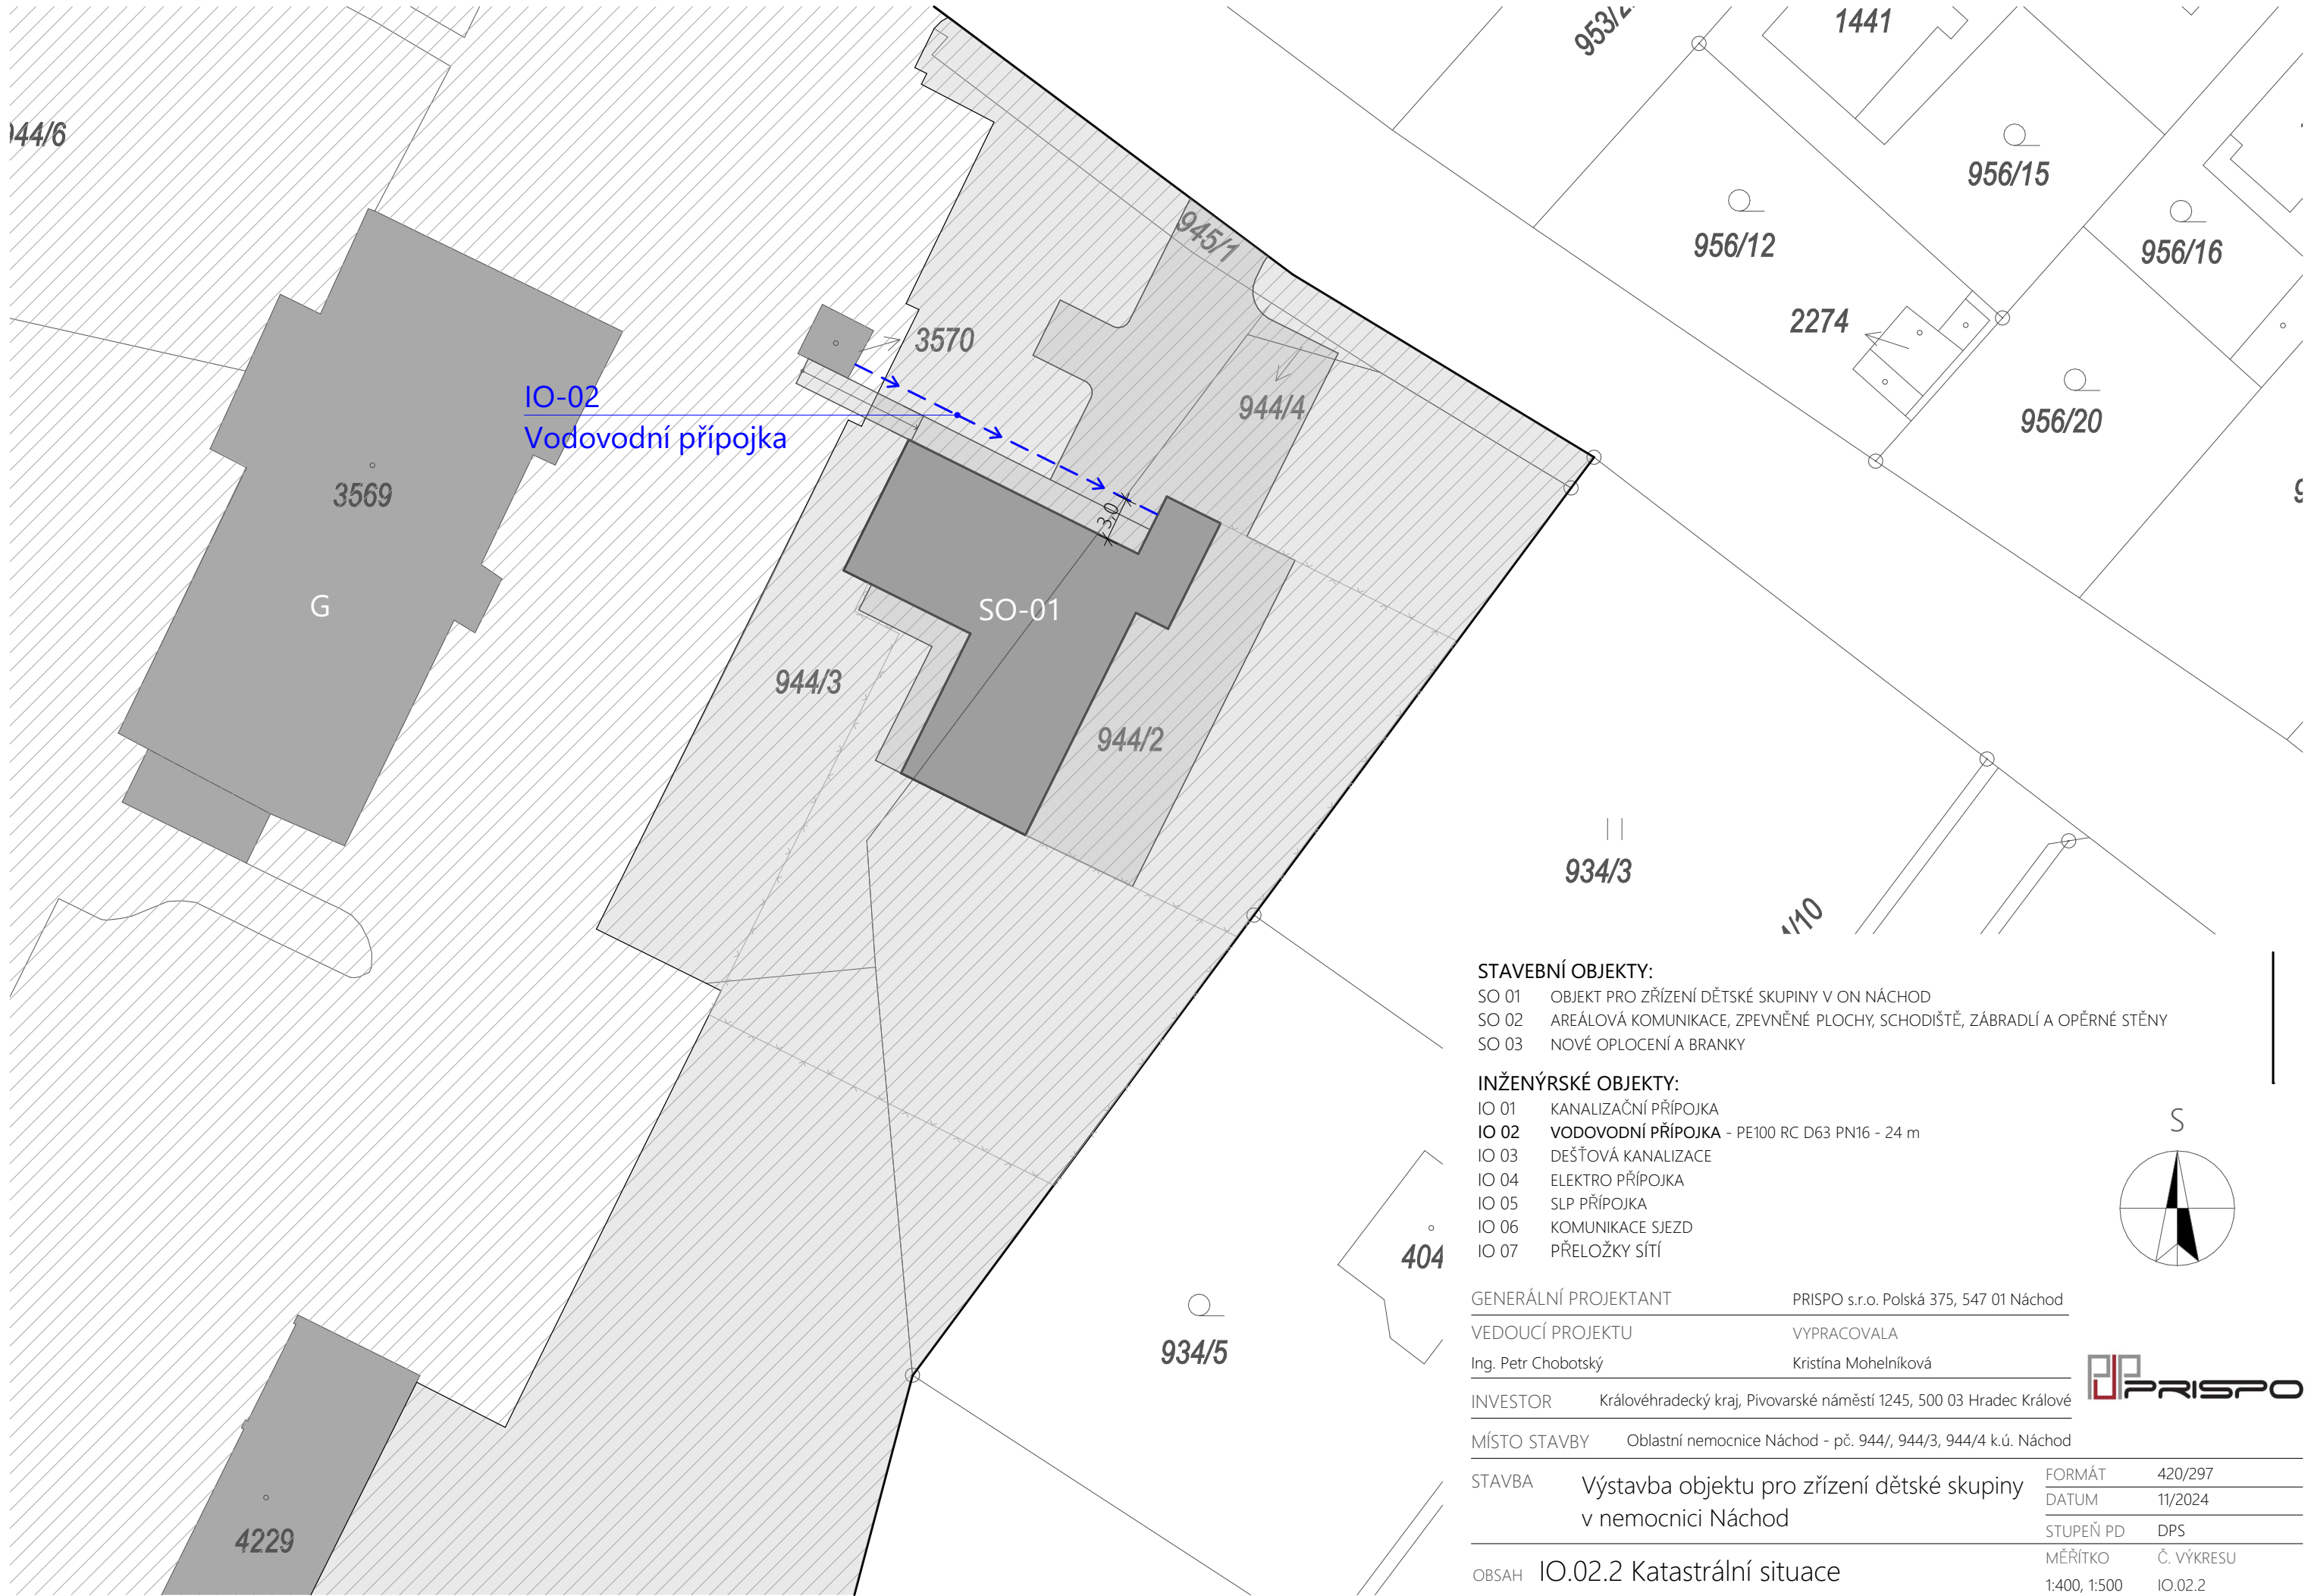 953/2
1441
944/6
956/15
945/1
956/12
956/16
3570
2274
IO-02
944/4
956/20
Vodovodní přípojka
3569
3,0
G
SO-01
944/3
944/2
934/3
/10
STAVEBNÍ OBJEKTY:
SO 01 OBJEKT PRO ZŘÍZENÍ DĚTSKÉ SKUPINY V ON NÁCHOD
SO 02 AREÁLOVÁ KOMUNIKACE, ZPEVNĚNÉ PLOCHY, SCHODIŠTĚ, ZÁBRADLÍ A OPĚRNÉ STĚNY
SO 03 NOVÉ OPLOCENÍ A BRANKY
INŽENÝRSKÉ OBJEKTY:
IO 01 KANALIZAČNÍ PŘÍPOJKA
IO 02 VODOVODNÍ PŘÍPOJKA - PE100 RC D63 PN16 - 24 m
IO 03 DEŠŤOVÁ KANALIZACE
IO 04 ELEKTRO PŘÍPOJKA
IO 05 SLP PŘÍPOJKA
IO 06 KOMUNIKACE SJEZD
IO 07 PŘELOŽKY SÍTÍ
S
404
934/5
4229
GENERÁLNÍ PROJEKTANT PRISPO s.r.o. Polská 375, 547 01 Náchod
VEDOUCÍ PROJEKTU VYPRACOVALA
Ing. Petr Chobotský Kristína Mohelníková
PRISPO
INVESTOR Královéhradecký kraj, Pivovarské náměstí 1245, 500 03 Hradec Králové
MÍSTO STAVBY Oblastní nemocnice Náchod - pč. 944/, 944/3, 944/4 k.ú. Náchod
STAVBA Výstavba objektu pro zřízení dětské skupiny
v nemocnici Náchod
FORMÁT 420/297
DATUM 11/2024
STUPEŇ PD DPS
MĚŘÍTKO Č. VÝKRESU
1:400, 1:500 IO.02.2
OBSAH IO.02.2 Katastrální situace